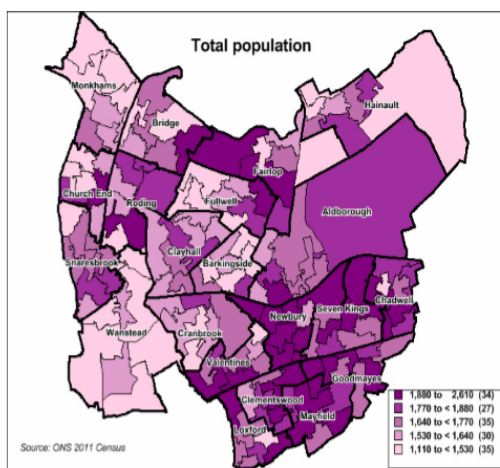 Total population
Monkhams
Bridge
Hainault
Fairlop
Church End
Roding
Fullwell
Aldborough
Clayhall
Snaresbrook
Barkingside
Chadwell
Seven Kings
Newbury
Wanstead
Cranbrook
Valentines
Goodmayes
Clementswood
Mayfield
Loxford
1,880 to 2,610 (34)
1,770 to < 1,880 (27)
1,640 to < 1,770 (35)
1,530 to < 1,640 (30)
1,110 to < 1,530 (35)
Source: ONS 2011 Census